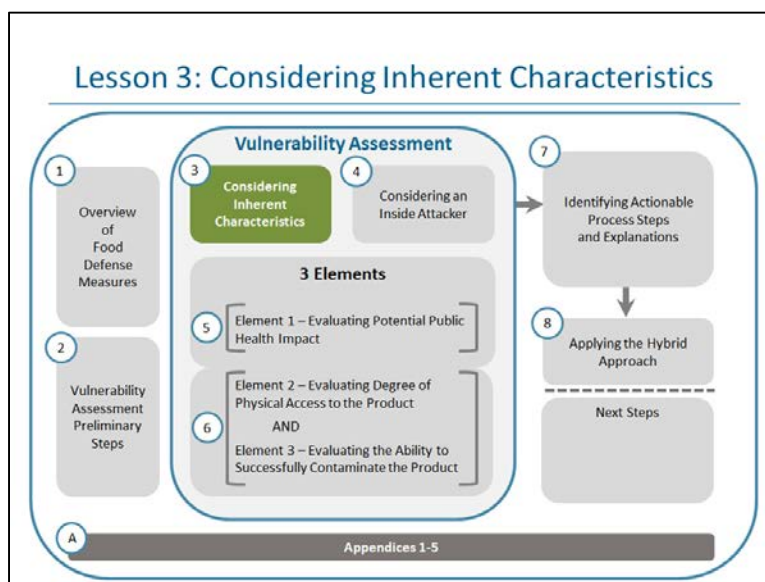 Lesson 3: Considering Inherent Characteristics
1
Overview
of
Food
Defense
Measures
2
Vulnerability
Assessment
Preliminary
Steps
Vulnerability Assessment
3
Considering
Inherent
Characteristics
4
Considering an
Inside Attacker
3 Elements
5
Element 1 – Evaluating Potential Public
Health Impact
6
Element 2 – Evaluating Degree of
Physical Access to the Product
AND
Element 3 – Evaluating the Ability to
Successfully Contaminate the Product
7
Identifying Actionable
Process Steps
and Explanations
8
Applying the Hybrid
Approach
Next Steps
A
Appendices 1-5